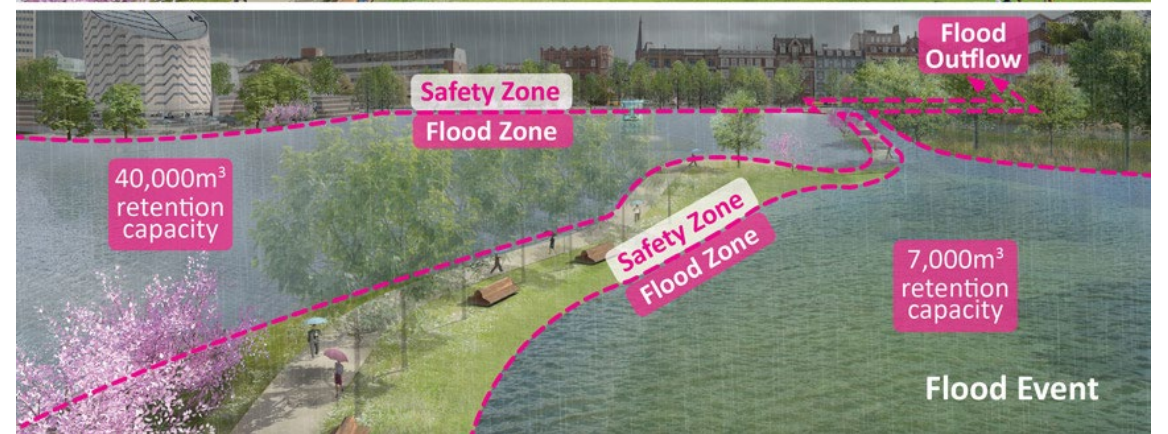 Flood
Outflow
Safety Zone
Flood Zone
40,000m³
retention
capacity
Safety Zone
Flood Zone
7,000m³
retention
capacity
Flood Event